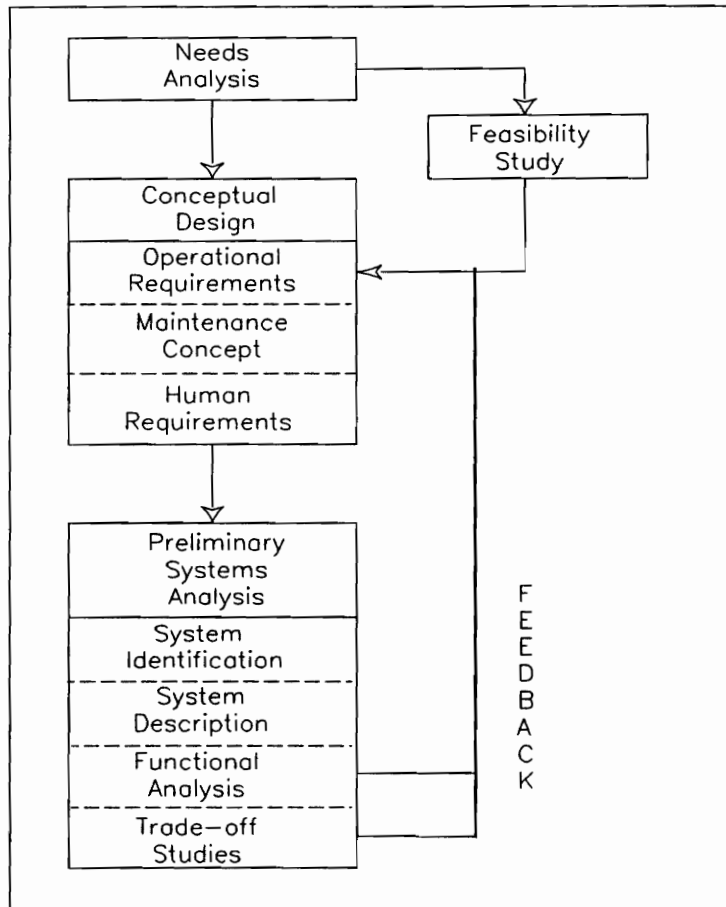 Needs
Analysis
Feasibility
Study
Conceptual
Design
Operational
Requirements
Maintenance
Concept
Human
Requirements
Preliminary
Systems
Analysis
System
Identification
System
Description
Functional
Analysis
Trade-off
Studies
F
E
E
D
B
A
C
K